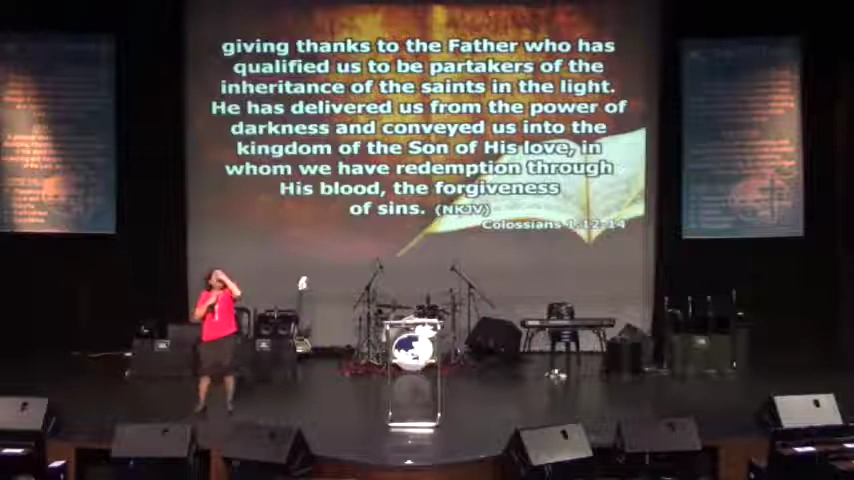 giving thanks to the Father who has
qualified us to be partakers of the
inheritance of the saints in the light.
He has delivered us from the power of
darkness and conveyed us into the
kingdom of the Son of His love, in
whom we have redemption through
His blood, the forgiveness
of sins. (NKJV)
Colossians 1:12-14